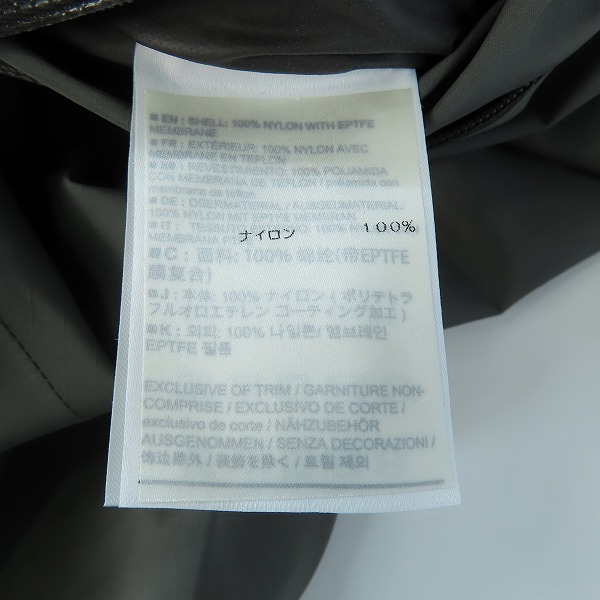 ■ EN : SHELL: 100% NYLON WITH EPTFE
MEMBRANE
■ FR : EXTÉRIEUR: 100% NYLON AVEC
MEMBRANE EN TEFLON
■ ES : REVESTIMENTO: 100% POLIAMIDA
CON MEMBRANA DE TEFLON / poliamida con
membrana de teflon
■ DE : OBERMATERIAL / AUSGEUMATERIAL:
100% NYLON MIT EPTFE MEMBRAN
■ IT : TESSUTO 100% NYLON
MEMBRANA
ナイロン 100%
■ C : 面料: 100% 锦纶(带EPTFE
膜复合)
■ J : 本体: 100% ナイロン ( ポリテトラ
フルオロエチレン コーティング加工 )
■ K : 외피: 100% 나일론/ 멤브레인
EPTFE 필름
EXCLUSIVE OF TRIM / GARNITURE NON-
COMPRISE / EXCLUSIVO DE CORTE /
exclusivo de corte / NÄHZUBEHÖR
AUSGENOMMEN / SENZA DECORAZIONI /
饰边除外 / 装飾を除く / 트림 제외